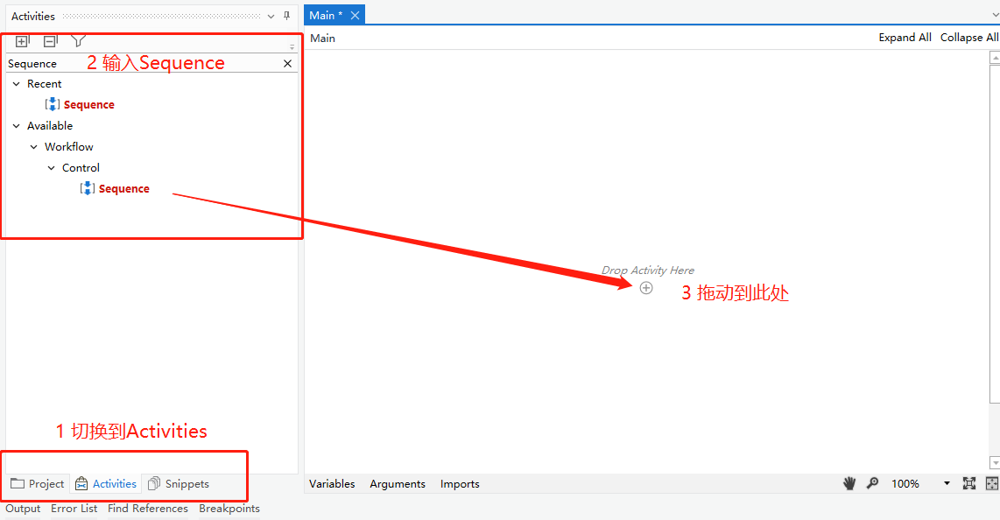 Activities
Main *
Main
Expand All Collapse All
Sequence
2 输入Sequence
Recent
Sequence
Available
Workflow
Control
Sequence
Drop Activity Here
3 拖动到此处
1 切换到Activities
Project Activities Snippets
Variables Arguments Imports
100%
Output Error List Find References Breakpoints